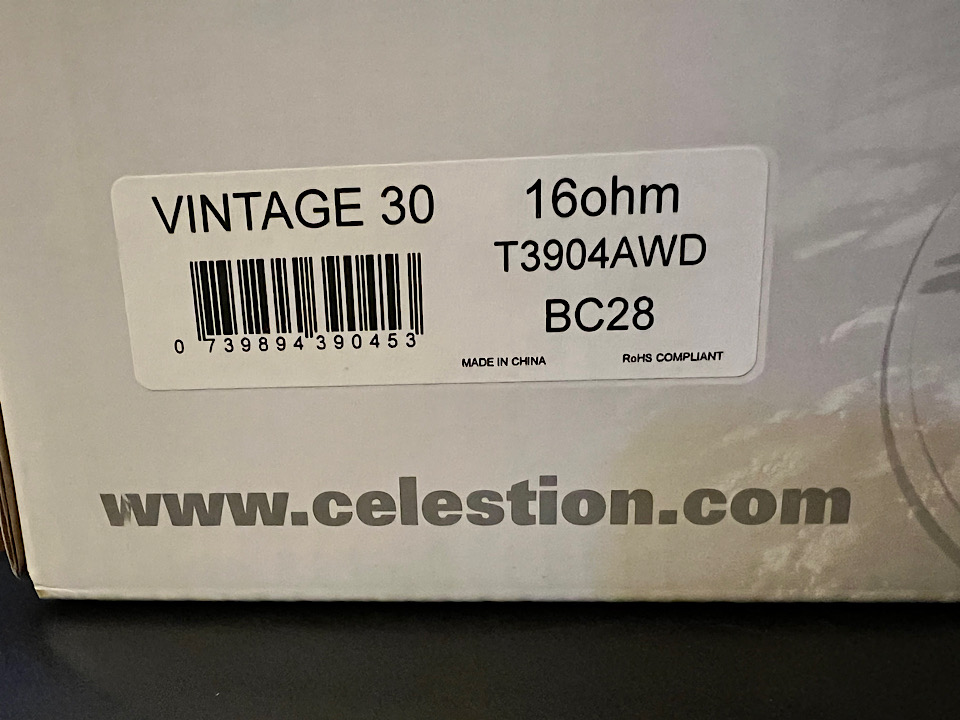 VINTAGE 30
16ohm
T3904AWD
BC28
0 739894 390453
MADE IN CHINA
RoHS COMPLIANT
www.celestion.com